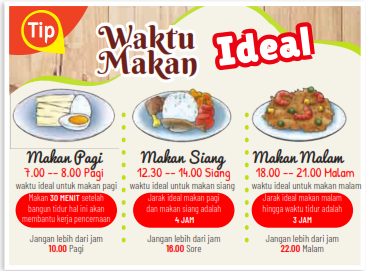 Tip
Waktu
Makan
Ideal
Makan Pagi
7.00 -- 8.00 Pagi
waktu ideal untuk makan pagi
Makan 30 MENIT setelah
bangun tidur hal ini akan
membantu kerja pencernaan
Jangan lebih dari jam
10.00 Pagi
Makan Siang
12.30 -- 14.00 Siang
waktu ideal untuk makan siang
Jarak ideal makan pagi
dan makan siang adalah
4 JAM
Jangan lebih dari jam
16.00 Sore
Makan Malam
18.00 -- 21.00 Malam
waktu ideal untuk makan malam
Jarak ideal makan malam
hingga waktu tidur adalah
3 JAM
Jangan lebih dari jam
22.00 Malam